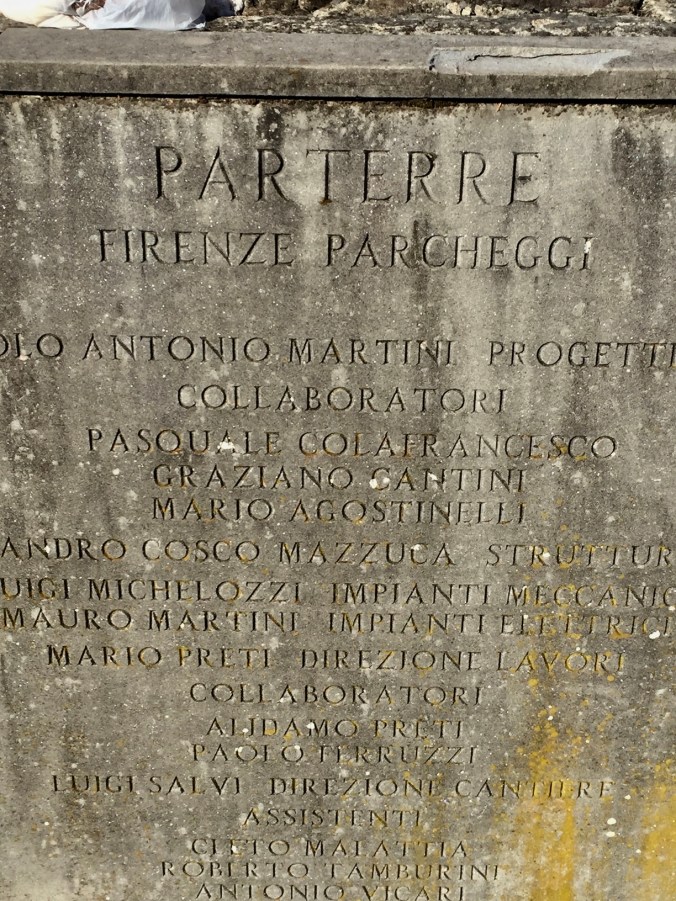 PARTERRE
FIRENZE PARCHEGGI
OLO ANTONIO MARTINI PROGETTI
COLLABORATORI
PASQUALE COLAFRANCESCO
GRAZIANO CANTINI
MARIO AGOSTINELLI
ANDRO COSCO MAZZUCA STRUTTUR
UIGI MICHELOZZI IMPIANTI MECCANIC
MAURO MARTINI IMPIANTI ELETTRICI
MARIO PRETI DIREZIONE LAVORI
COLLABORATORI
ALIDAMO PRETI
PAOLO FERRUZZI
LUIGI SALVI DIREZIONE CANTIERE
ASSISTENTI
CLETO MALATTIA
ROBERTO TAMBURINI
ANTONIO VICARI